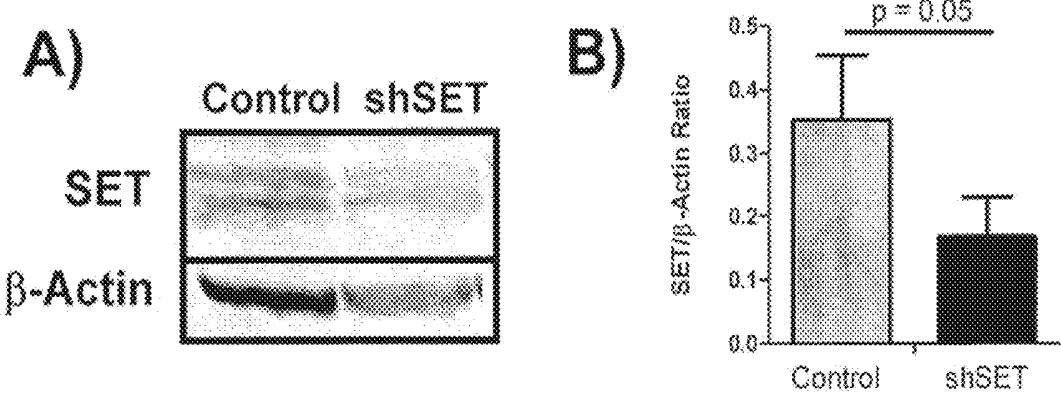 A)
Control shSET
SET
β-Actin
B)
p = 0.05
SET/β-Actin Ratio
0.5
0.4
0.3
0.2
0.1
0.0
Control shSET